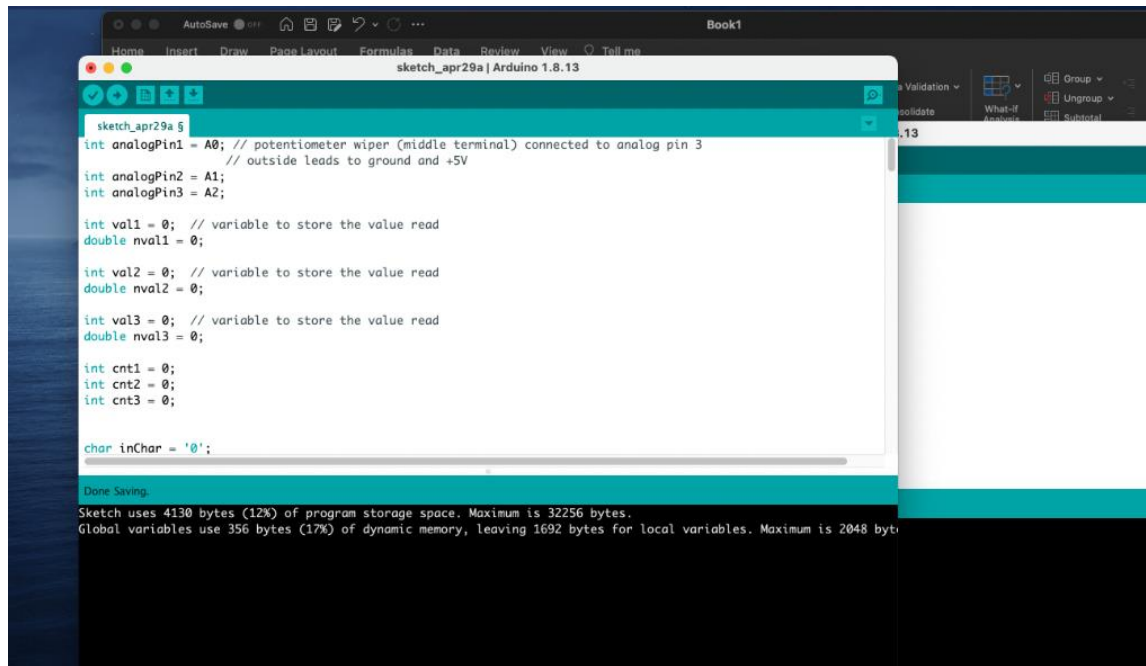 AutoSave OFF
Book1
Home Insert Draw Page Layout Formulas Data Review View Tell me
sketch_apr29a | Arduino 1.8.13
a Validation
What-if
Analysis
Group
Ungroup
Subtotal
solidate
.13
sketch_apr29a §
int analogPin1 = A0; // potentiometer wiper (middle terminal) connected to analog pin 3
// outside leads to ground and +5V
int analogPin2 = A1;
int analogPin3 = A2;
int val1 = 0; // variable to store the value read
double nval1 = 0;
int val2 = 0; // variable to store the value read
double nval2 = 0;
int val3 = 0; // variable to store the value read
double nval3 = 0;
int cnt1 = 0;
int cnt2 = 0;
int cnt3 = 0;
char inChar = '0';
Done Saving.
Sketch uses 4130 bytes (12%) of program storage space. Maximum is 32256 bytes.
Global variables use 356 bytes (17%) of dynamic memory, leaving 1692 bytes for local variables. Maximum is 2048 byt